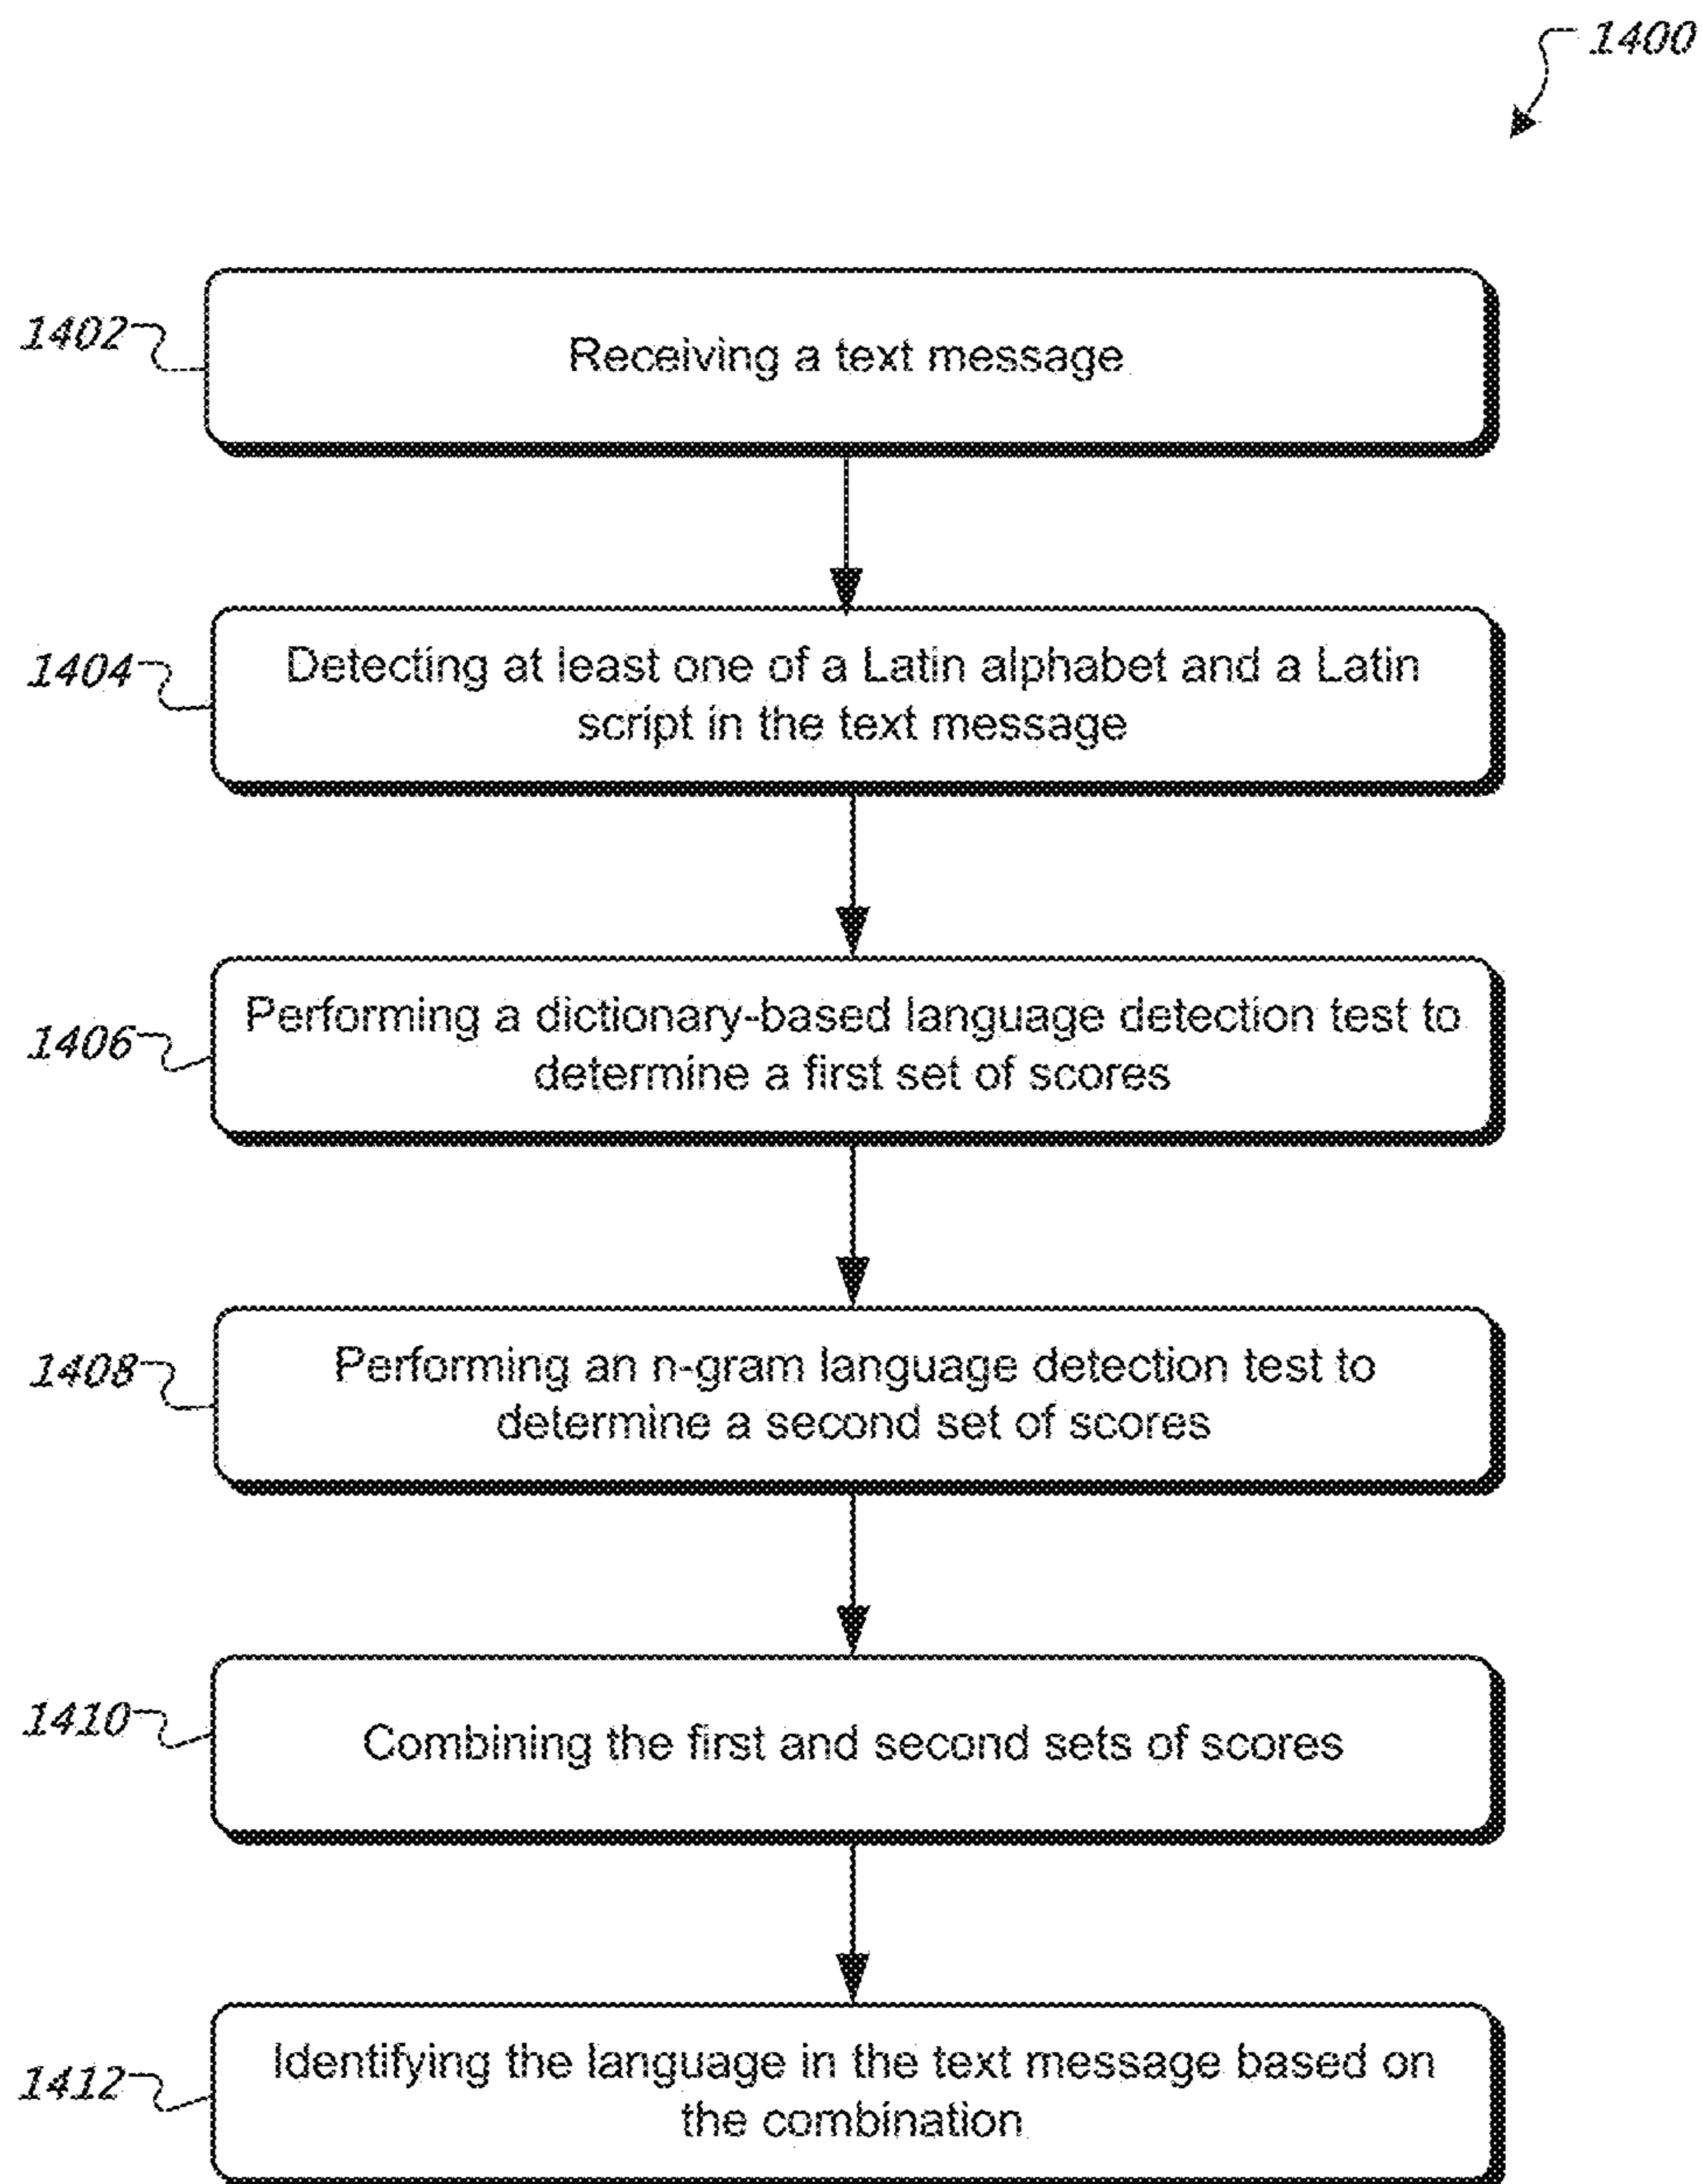 1400
1402
Receiving a text message
1404
Detecting at least one of a Latin alphabet and a Latin
script in the text message
1406
Performing a dictionary-based language detection test to
determine a first set of scores
1408
Performing an n-gram language detection test to
determine a second set of scores
1410
Combining the first and second sets of scores
1412
Identifying the language in the text message based on
the combination